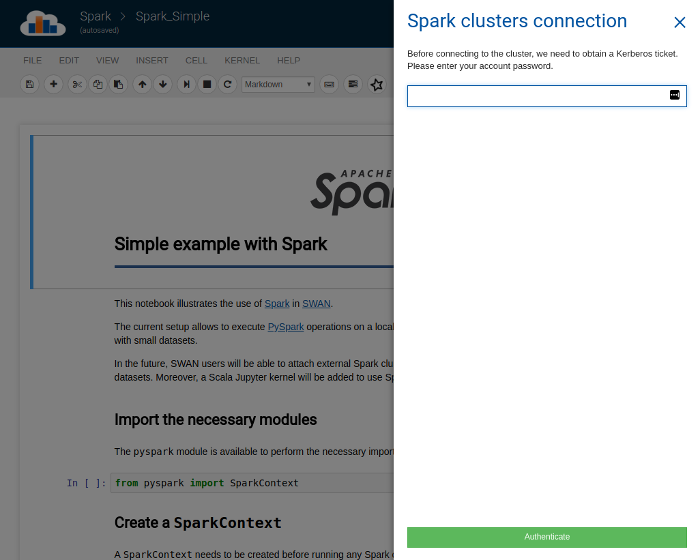 Spark > Spark_Simple
(autosaved)
FILE EDIT VIEW INSERT CELL KERNEL HELP
Markdown
APACHE
Spar
Simple example with Spark
This notebook illustrates the use of Spark in SWAN.
The current setup allows to execute PySpark operations on a local
with small datasets.
In the future, SWAN users will be able to attach external Spark clu
datasets. Moreover, a Scala Jupyter kernel will be added to use Sp
Import the necessary modules
The pyspark module is available to perform the necessary import
In [ ]: from pyspark import SparkContext
Create a SparkContext
A SparkContext needs to be created before running any Spark
Spark clusters connection
Before connecting to the cluster, we need to obtain a Kerberos ticket.
Please enter your account password.
Authenticate